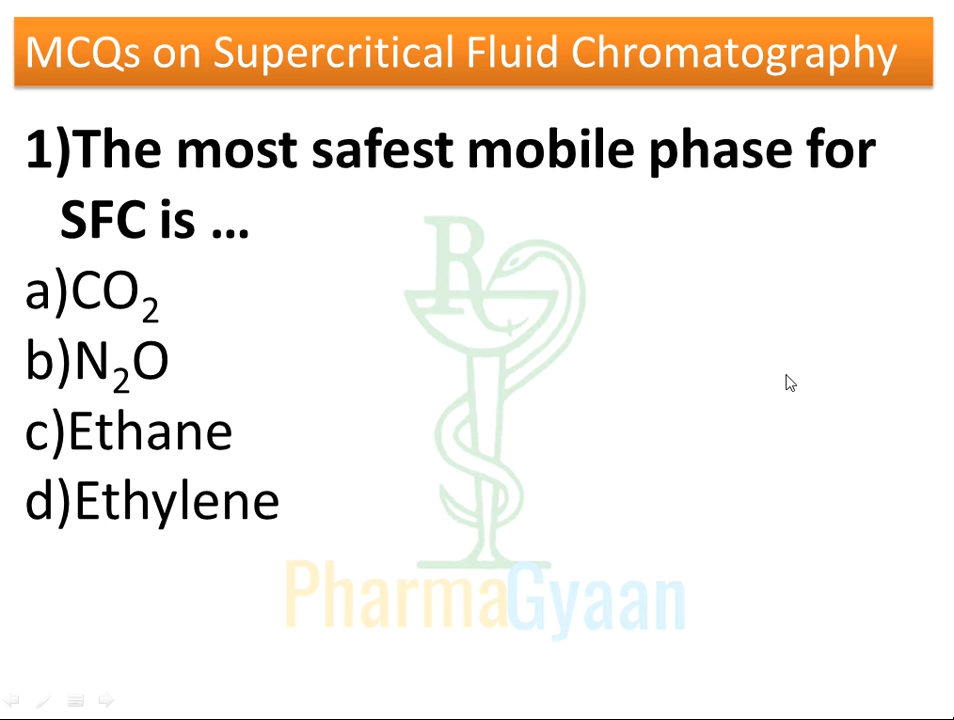 MCQs on Supercritical Fluid Chromatography
1)The most safest mobile phase for
SFC is ...
a)CO₂
b)N₂O
c)Ethane
d)Ethylene
Rx
PharmaGyaan